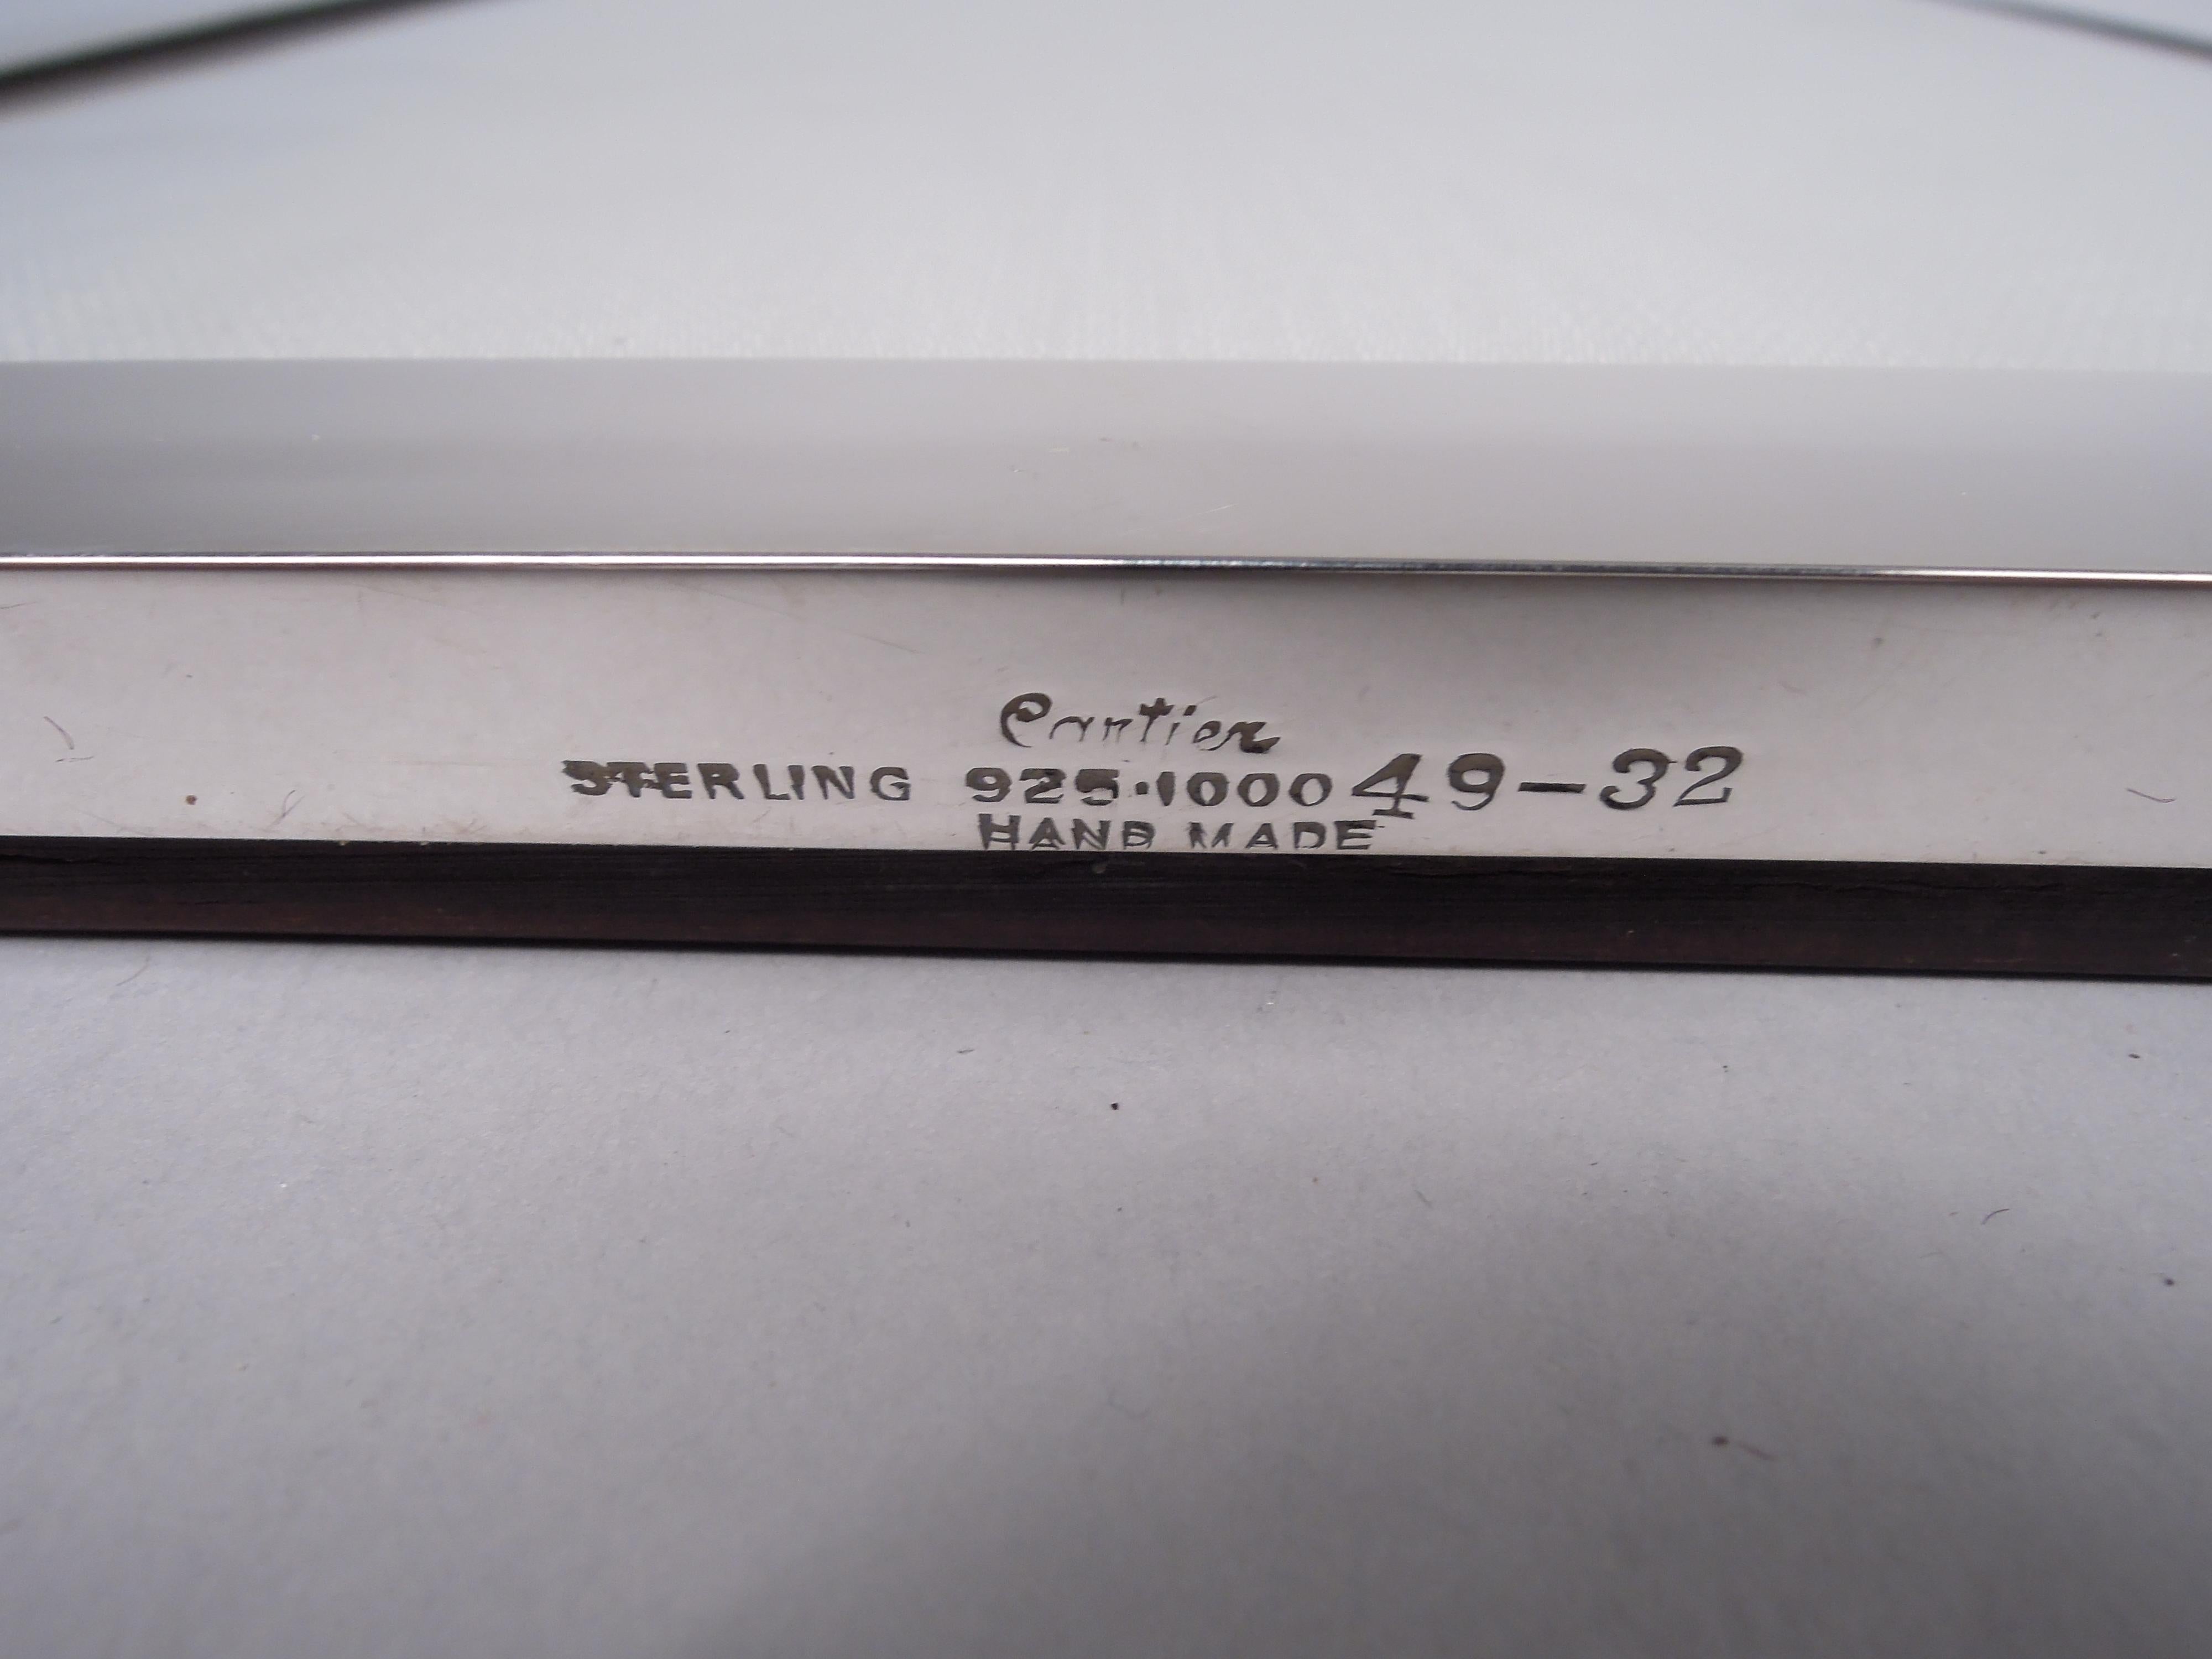 Cartier
STERLING 925·1000 49-32
HAND MADE